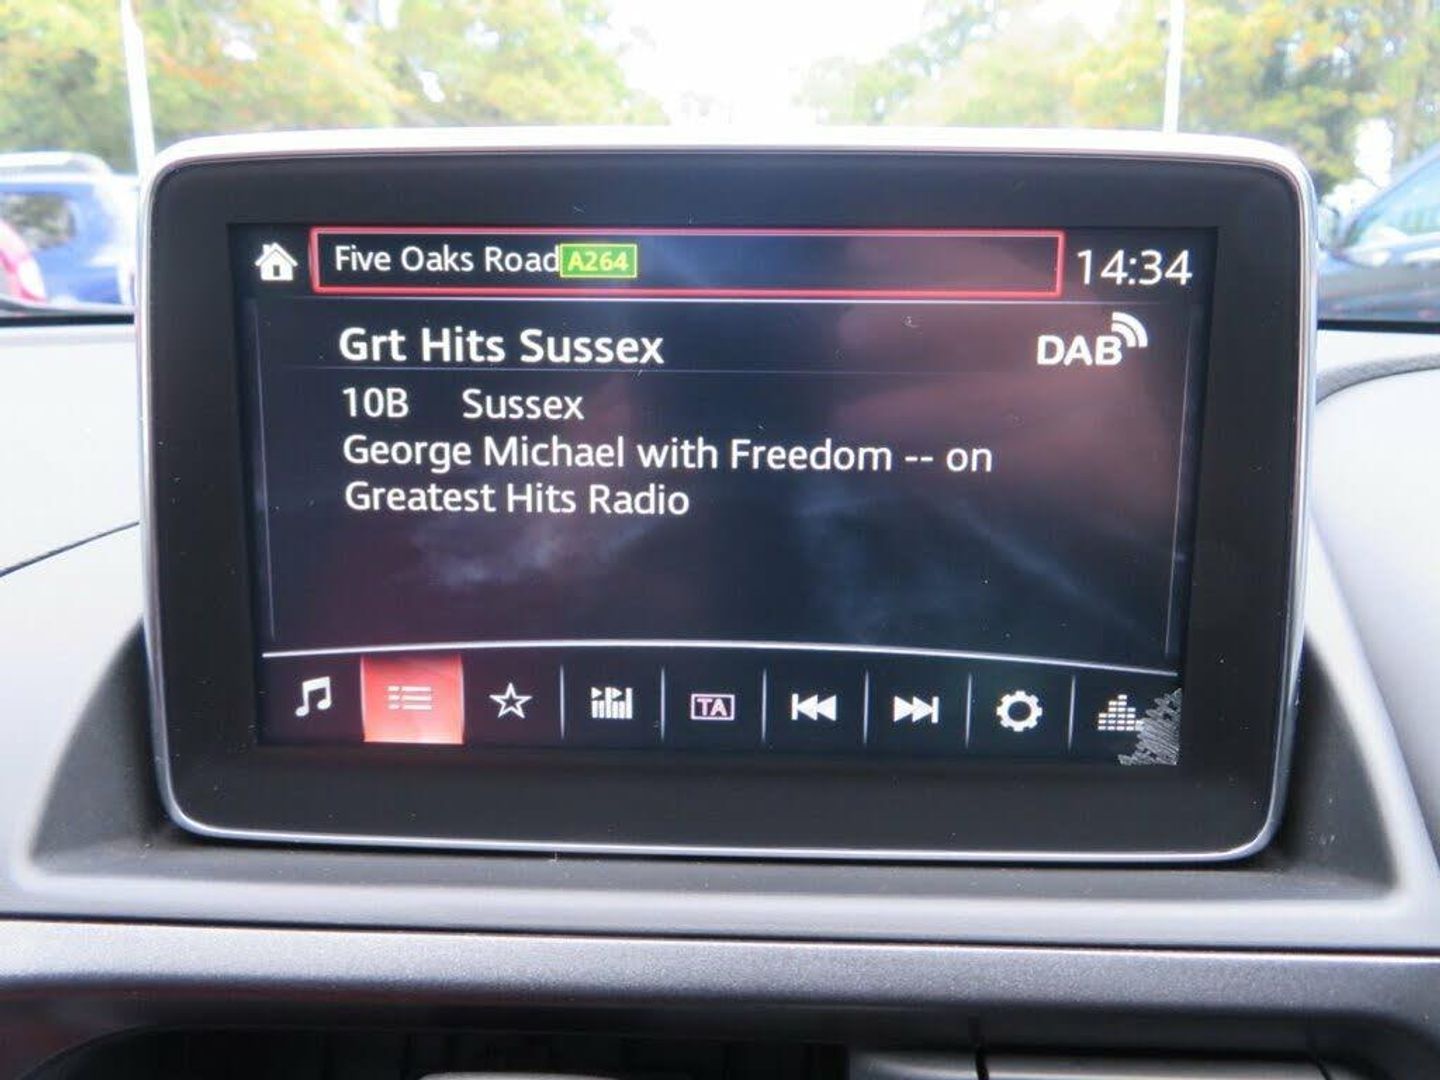 Five Oaks Road A264 14:34
Grt Hits Sussex DAB
10B Sussex
George Michael with Freedom -- on
Greatest Hits Radio
TA